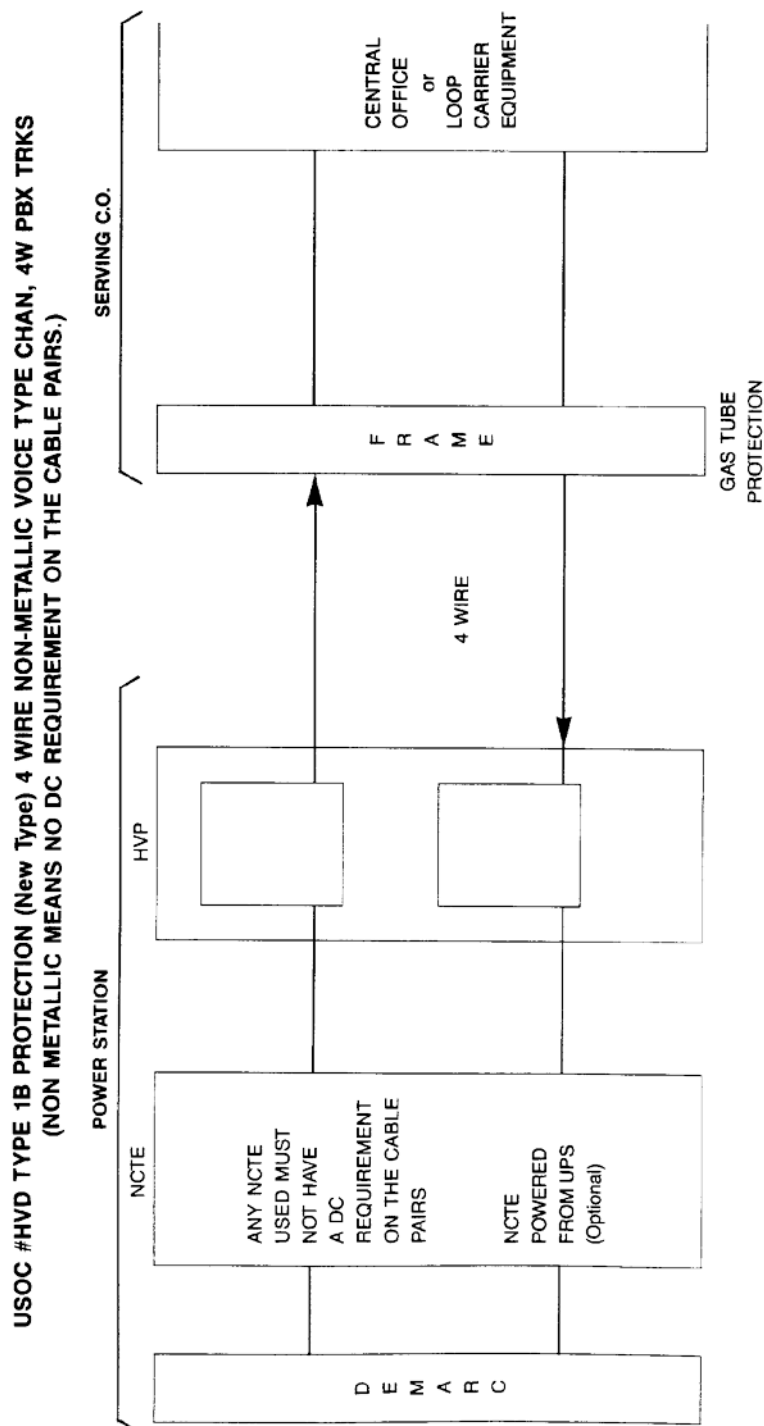 USOC #HVD TYPE 1B PROTECTION (New Type) 4 WIRE NON-METALLIC VOICE TYPE CHAN, 4W PBX TRKS
(NON METALLIC MEANS NO DC REQUIREMENT ON THE CABLE PAIRS.)
POWER STATION
SERVING C.O.
NCTE
HVP
DEMARC
ANY NCTE
USED MUST
NOT HAVE
A DC
REQUIREMENT
ON THE CABLE
PAIRS
NCTE
POWERED
FROM UPS
(Optional)
4 WIRE
FRAME
GAS TUBE
PROTECTION
CENTRAL
OFFICE
or
LOOP
CARRIER
EQUIPMENT